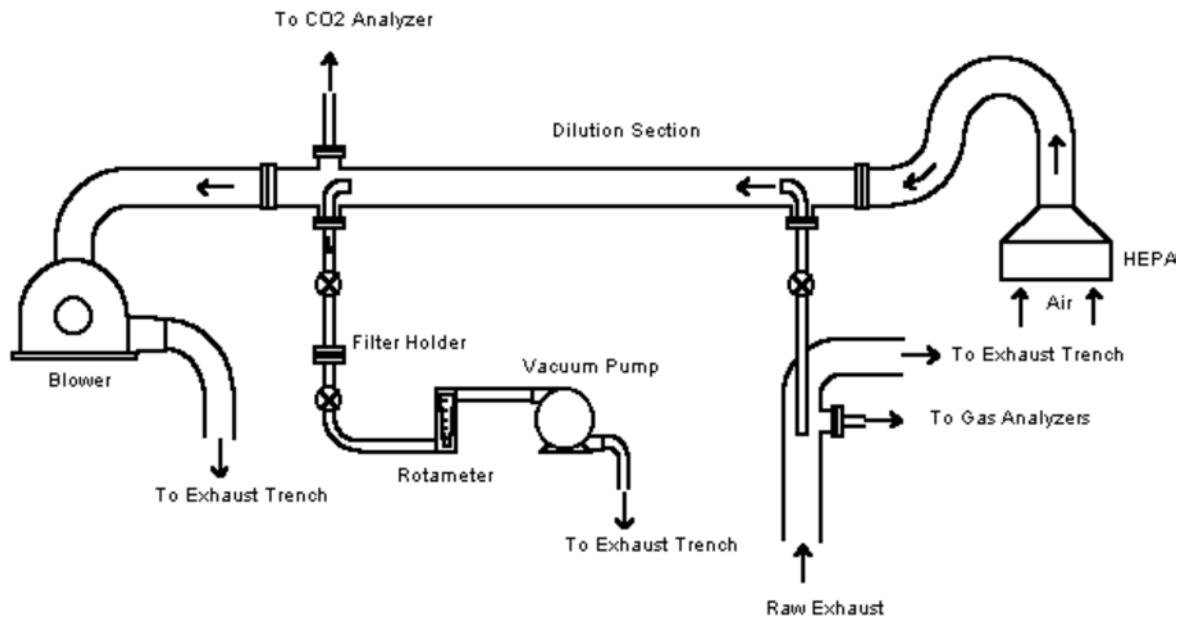 To CO2 Analyzer
Dilution Section
HEPA
Air
Filter Holder
Vacuum Pump
To Exhaust Trench
Blower
To Gas Analyzers
Rotameter
To Exhaust Trench
To Exhaust Trench
Raw Exhaust